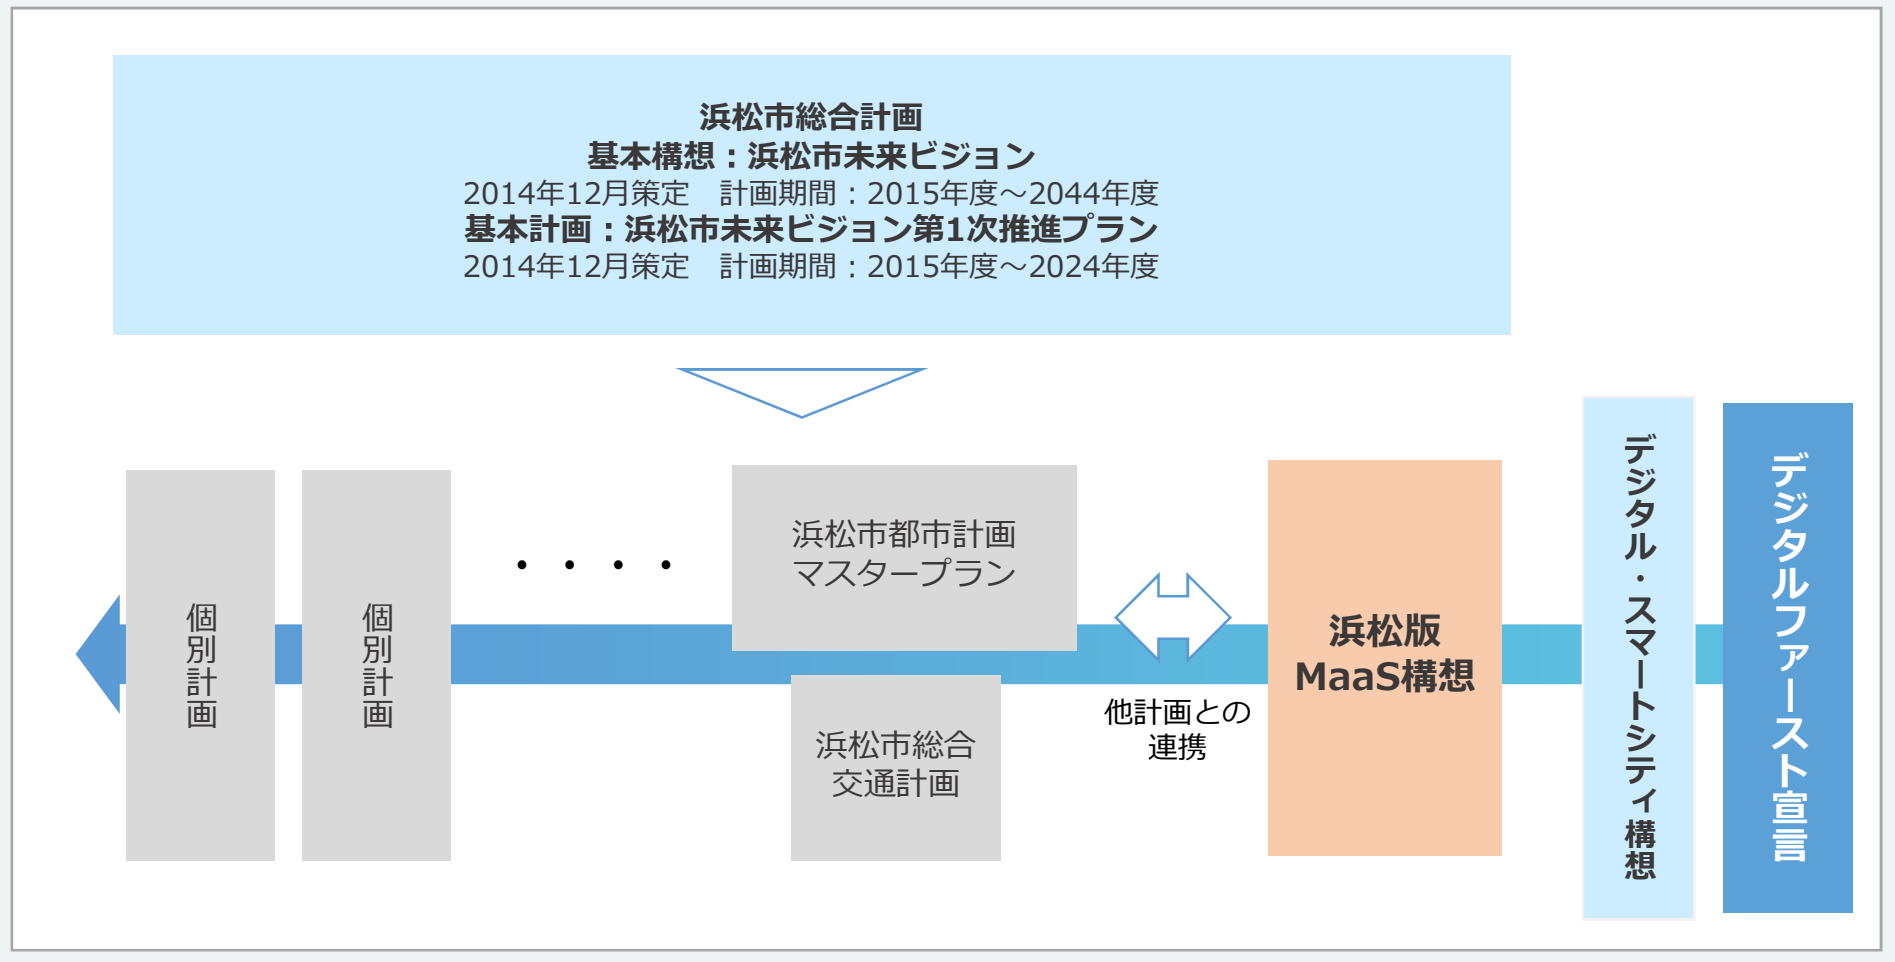 浜松市総合計画
基本構想：浜松市未来ビジョン
2014年12月策定　計画期間：2015年度～2044年度
基本計画：浜松市未来ビジョン第1次推進プラン
2014年12月策定　計画期間：2015年度～2024年度
個別計画
個別計画
・・・・
浜松市都市計画
マスタープラン
浜松市総合
交通計画
他計画との
連携
浜松版
MaaS構想
デジタル・スマートシティ構想
デジタルファースト宣言